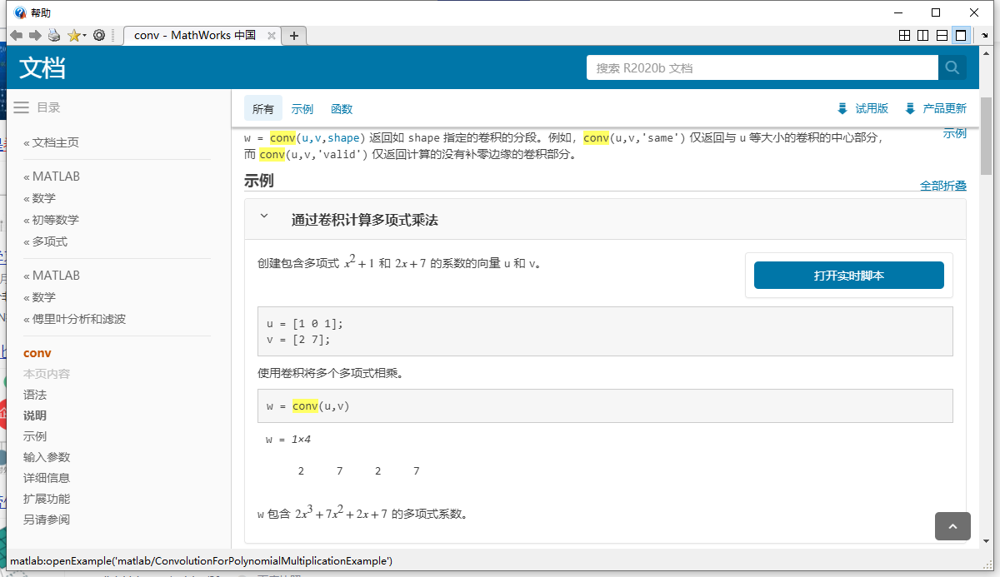 帮助
conv - MathWorks 中国
文档
搜索 R2020b 文档
目录
«文档主页
«MATLAB
«数学
«初等数学
«多项式
«MATLAB
«数学
«傅里叶分析和滤波
conv
本页内容
语法
说明
示例
输入参数
详细信息
扩展功能
另请参阅
所有 示例 函数 试用版 产品更新
示例
w = conv(u,v,shape) 返回如 shape 指定的卷积的分段。例如，conv(u,v,'same') 仅返回与 u 等大小的卷积的中心部分，
而 conv(u,v,'valid') 仅返回计算的没有补零边缘的卷积部分。
示例
全部折叠
通过卷积计算多项式乘法
创建包含多项式 x² + 1 和 2x + 7 的系数的向量 u 和 v。
打开实时脚本
u = [1 0 1];
v = [2 7];
使用卷积将多个多项式相乘。
w = conv(u,v)
w = 1×4
2 7 2 7
w 包含 2x³ + 7x² + 2x + 7 的多项式系数。
matlab:openExample('matlab/ConvolutionForPolynomialMultiplicationExample')